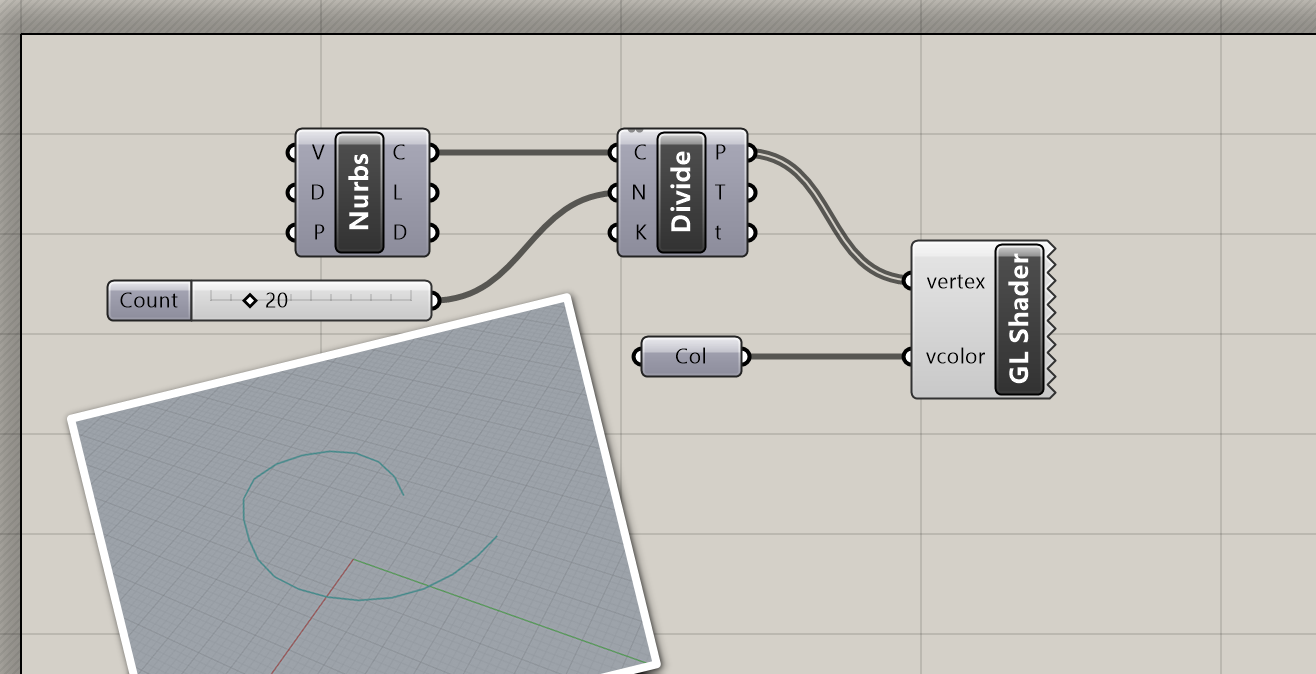 V
D
P
Nurbs
C
L
D
C
N
K
Divide
P
T
t
Count
20
Col
vertex
vcolor
GL Shader